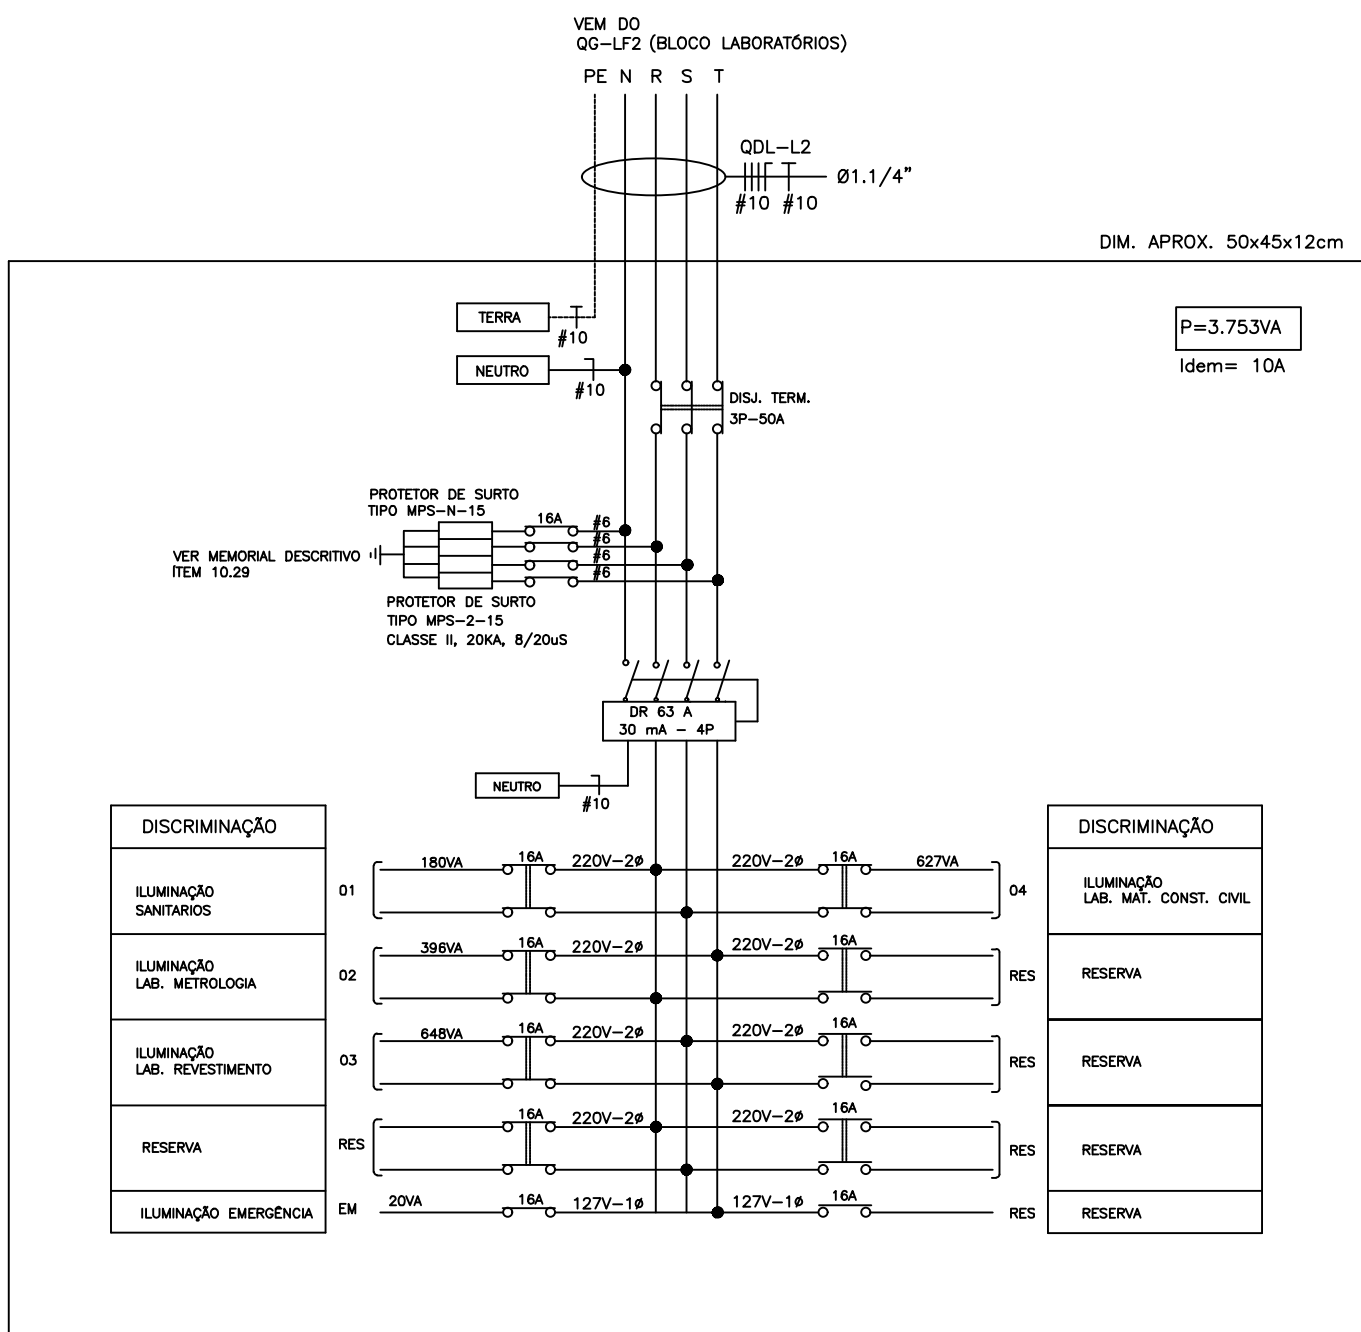 VEM DO
QG-LF2 (BLOCO LABORATÓRIOS)
PE N R S T
QDL-L2
Ø1.1/4"
#10 #10
DIM. APROX. 50x45x12cm
TERRA
#10
P=3.753VA
Idem= 10A
NEUTRO
#10
DISJ. TERM.
3P-50A
PROTETOR DE SURTO
TIPO MPS-N-15
16A
#6
#6
#6
#6
VER MEMORIAL DESCRITIVO
ÍTEM 10.29
PROTETOR DE SURTO
TIPO MPS-2-15
CLASSE II, 20KA, 8/20uS
DR 63 A
30 mA - 4P
NEUTRO
#10
DISCRIMINAÇÃO
DISCRIMINAÇÃO
ILUMINAÇÃO
SANITARIOS
01
180VA 16A 220V-2ø 220V-2ø 16A 627VA
04
ILUMINAÇÃO
LAB. MAT. CONST. CIVIL
ILUMINAÇÃO
LAB. METROLOGIA
02
396VA 16A 220V-2ø 220V-2ø 16A
RES
RESERVA
ILUMINAÇÃO
LAB. REVESTIMENTO
03
648VA 16A 220V-2ø 220V-2ø 16A
RES
RESERVA
RESERVA
RES
16A 220V-2ø 220V-2ø 16A
RES
RESERVA
ILUMINAÇÃO EMERGÊNCIA
EM
20VA 16A 127V-1ø 127V-1ø 16A
RES
RESERVA